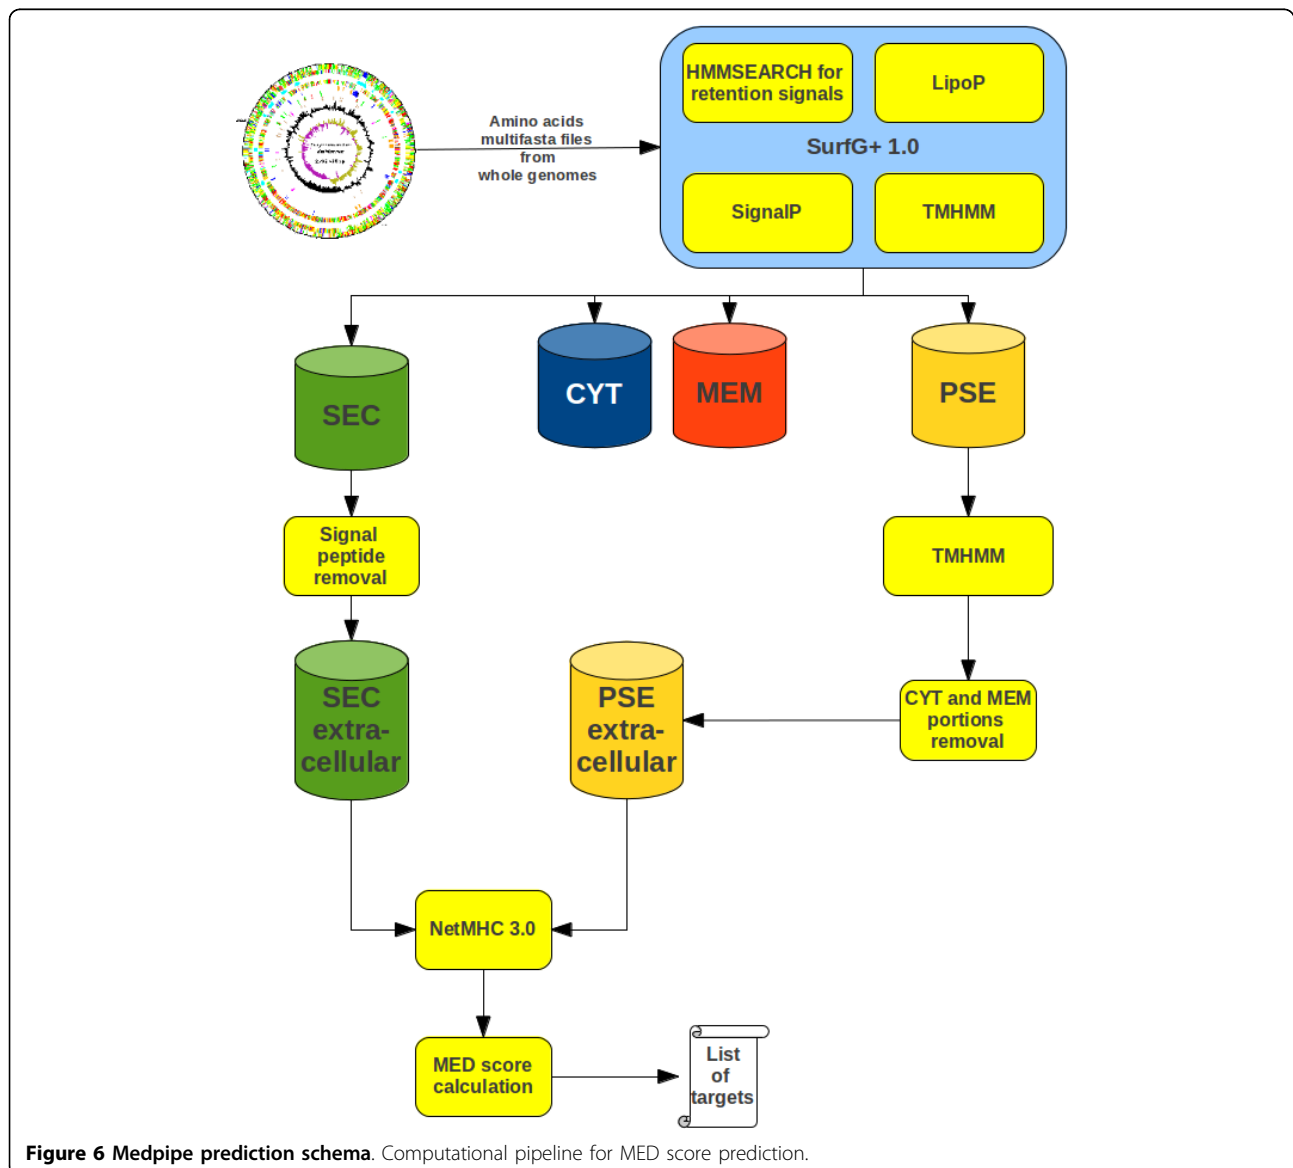 HMMSEARCH for
retention signals
LipoP
Amino acids
multifasta files
from
whole genomes
SurfG+ 1.0
SignalP
TMHMM
SEC
CYT
MEM
PSE
Signal
peptide
removal
TMHMM
SEC
extra-
cellular
PSE
extra-
cellular
CYT and MEM
portions
removal
NetMHC 3.0
MED score
calculation
List
of
targets
Figure 6 Medpipe prediction schema. Computational pipeline for MED score prediction.